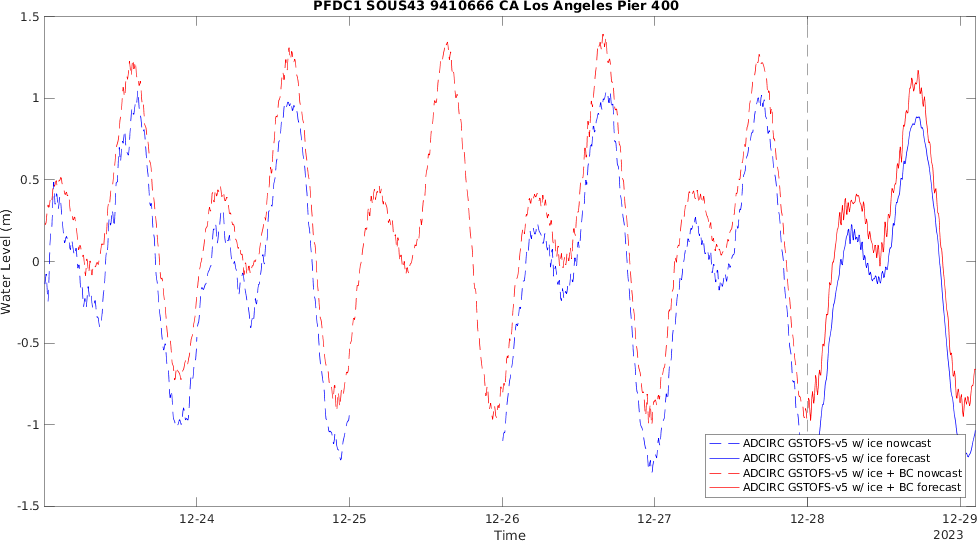 PFDC1 SOUS43 9410666 CA Los Angeles Pier 400
1.5
1
0.5
0
-0.5
-1
-1.5
Water Level (m)
12-24
12-25
12-26
12-27
12-28
12-29
Time
2023
ADCIRC GSTOFS-v5 w/ ice nowcast
ADCIRC GSTOFS-v5 w/ ice forecast
ADCIRC GSTOFS-v5 w/ ice + BC nowcast
ADCIRC GSTOFS-v5 w/ ice + BC forecast